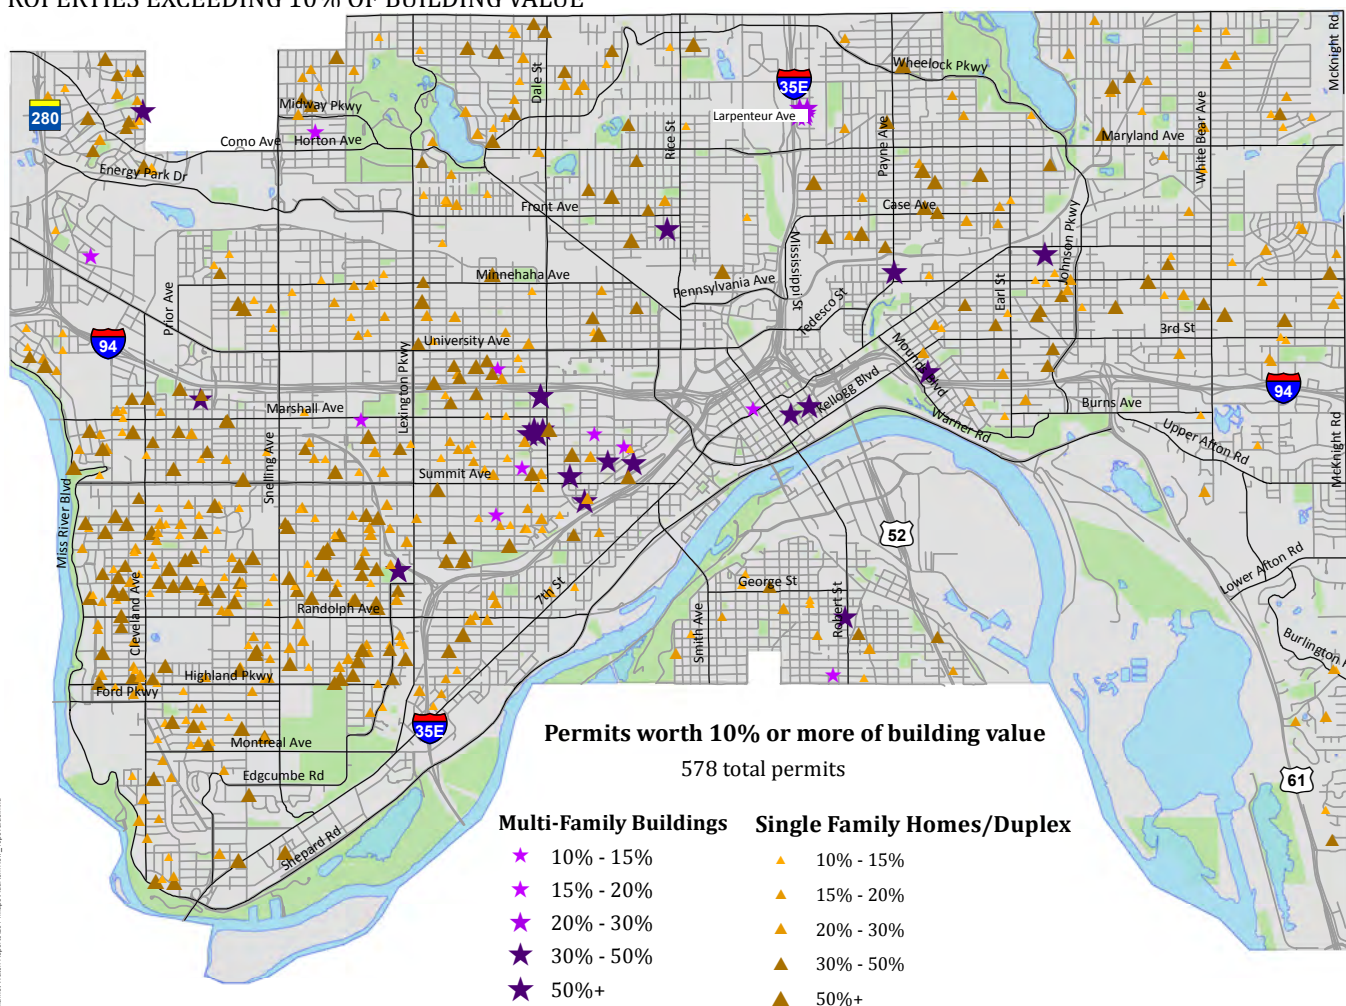 ROPERTIES EXCEEDING 10% OF BUILDING VALUE
McKnight Rd
Dale St
Wheelock Pkwy
35E
280
Midway Pkwy
Larpenteur Ave
Como Ave
Horton Ave
Rice St
Payne Ave
Maryland Ave
White Bear Ave
Energy Park Dr
Front Ave
Case Ave
Johnson Pkwy
Mississippi St
Minnehaha Ave
Pennsylvania Ave
Earl St
Prior Ave
Tedesco St
3rd St
94
University Ave
Lexington Pkwy
Mounds Blvd
Kellogg Blvd
94
Marshall Ave
Burns Ave
Warner Rd
Upper Afton Rd
McKnight Rd
Snelling Ave
Summit Ave
Miss River Blvd
52
Lower Afton Rd
George St
7th St
Cleveland Ave
Randolph Ave
Smith Ave
Robert St
Burlington
Highland Pkwy
Ford Pkwy
35E
Montreal Ave
Edgcumbe Rd
61
Shepard Rd
Permits worth 10% or more of building value
578 total permits
Multi-Family Buildings
10% - 15%
15% - 20%
20% - 30%
30% - 50%
50%+
Single Family Homes/Duplex
10% - 15%
15% - 20%
20% - 30%
30% - 50%
50%+